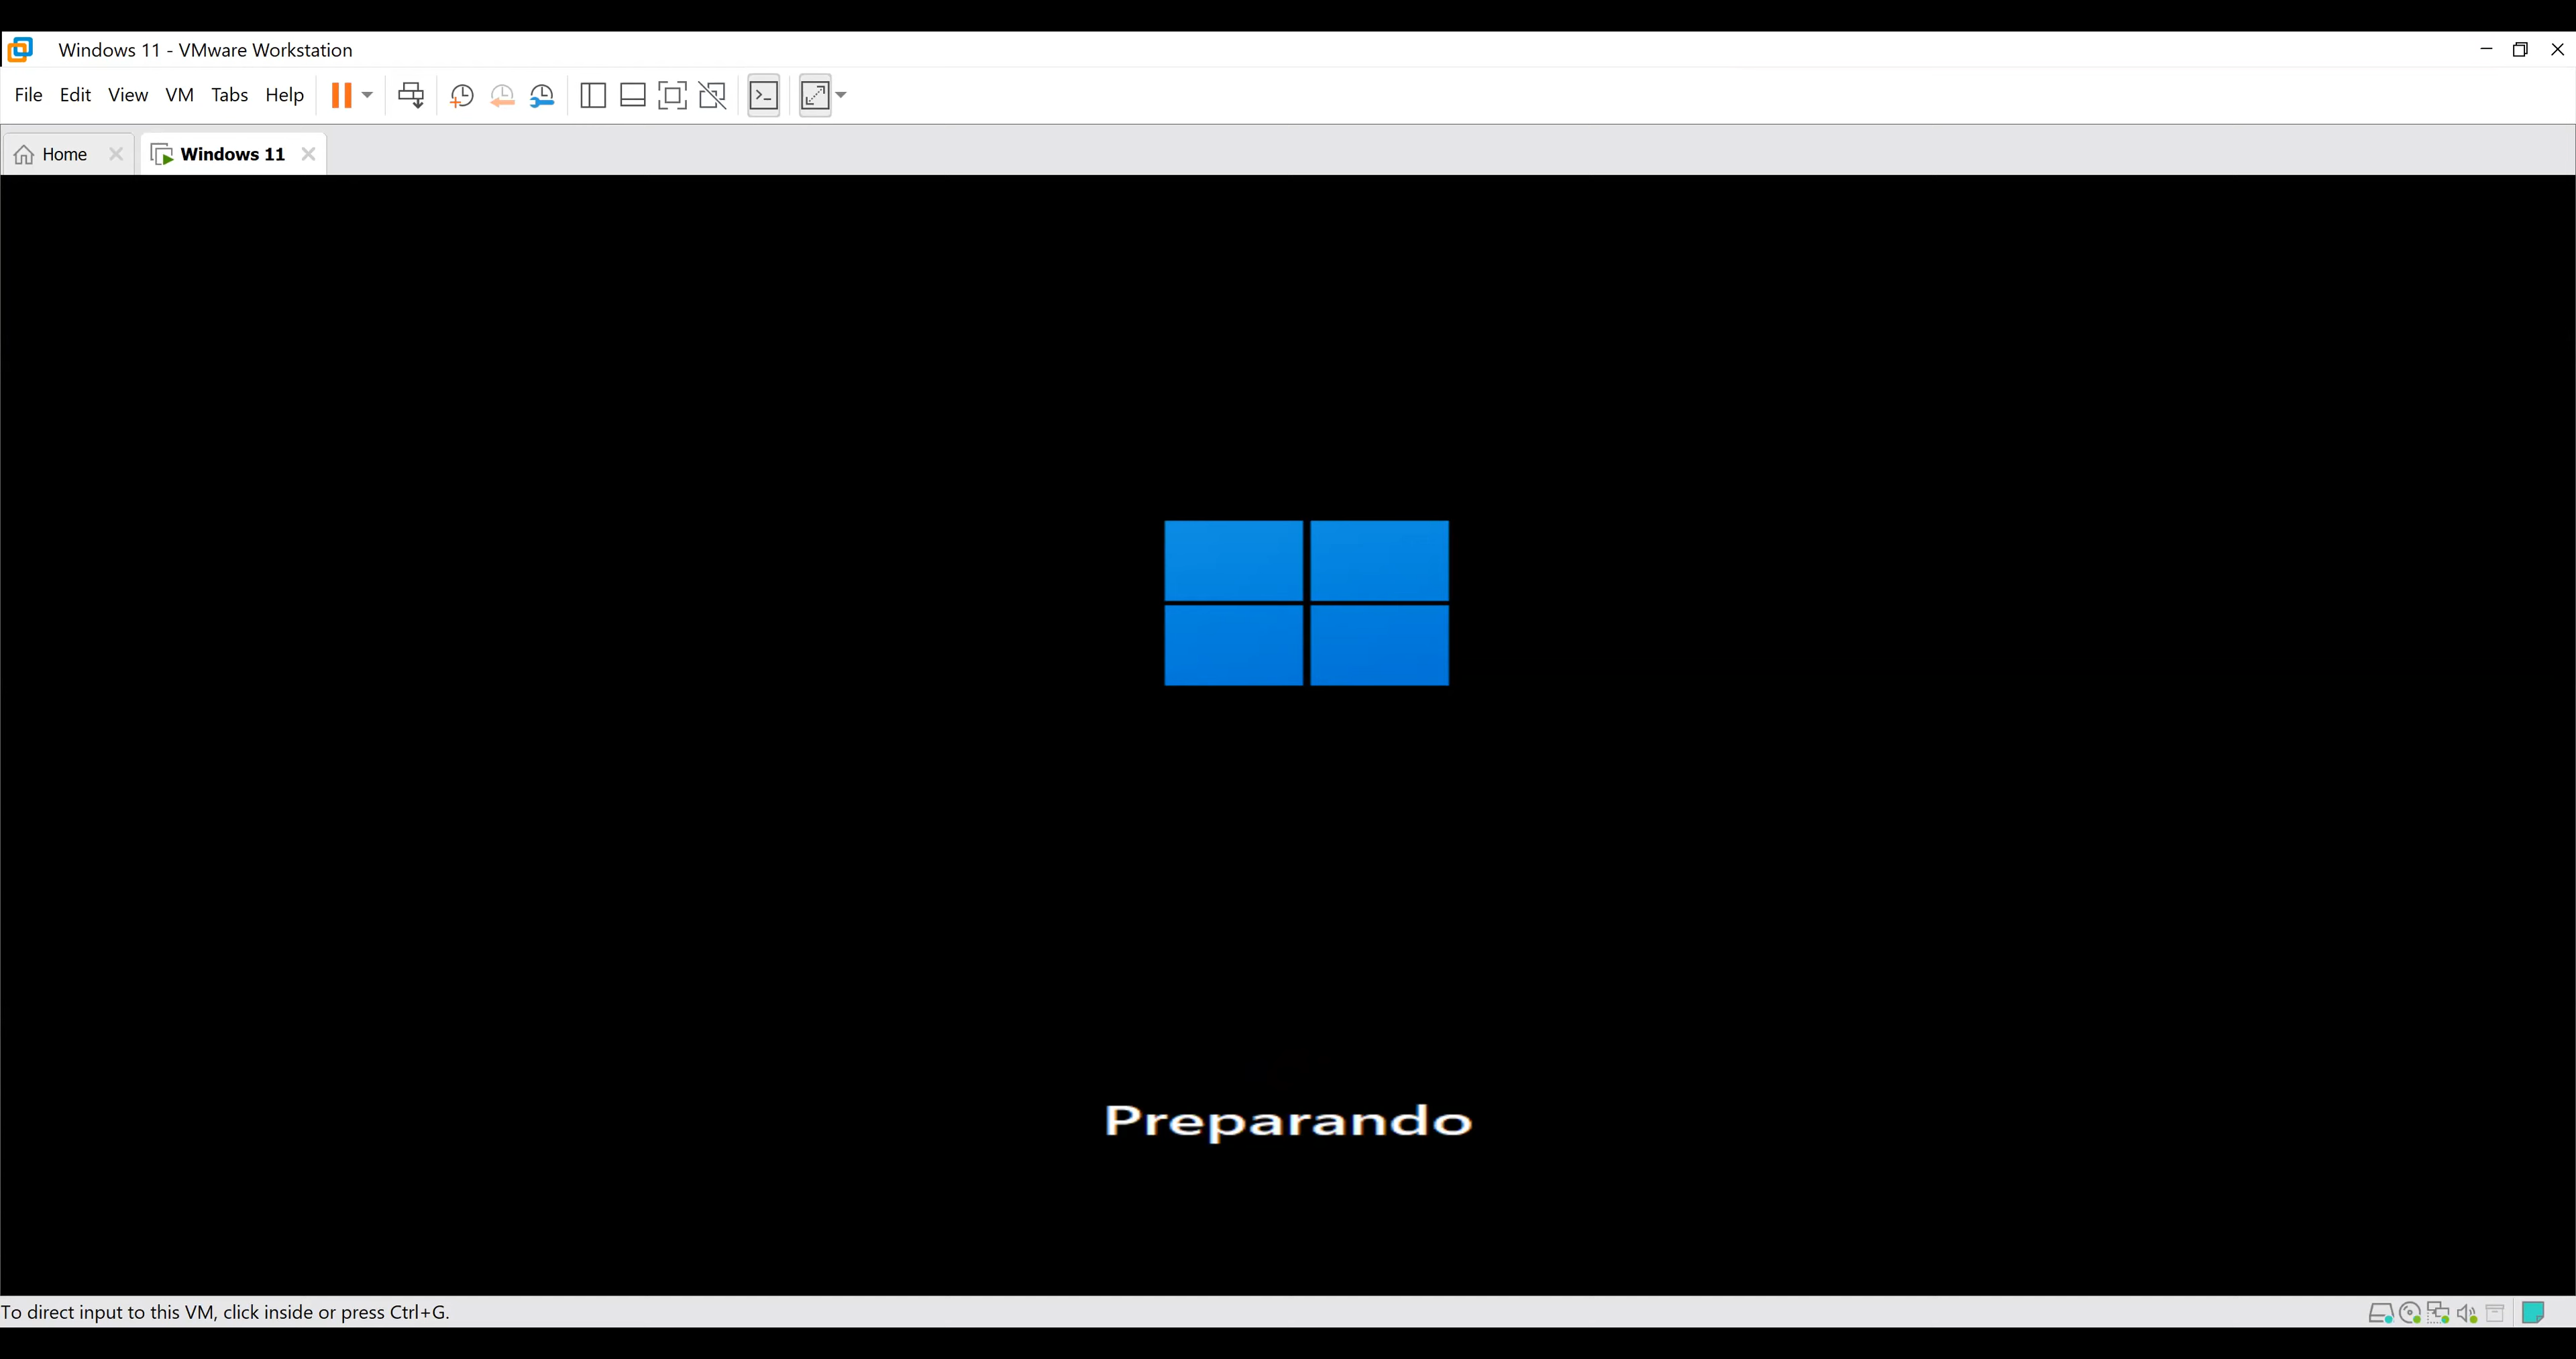 Windows 11 - VMware Workstation
File Edit View VM Tabs Help
Home Windows 11
Preparando
To direct input to this VM, click inside or press Ctrl+G.